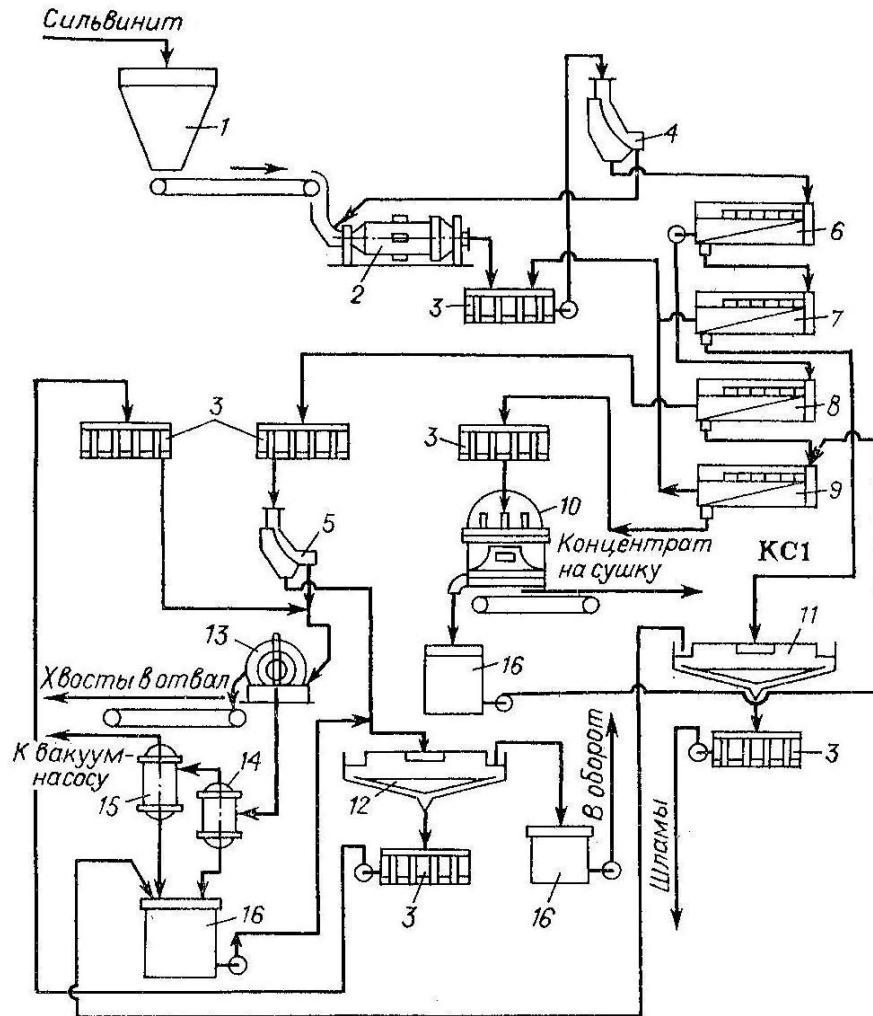 Сильвинит
1
4
6
2
3
7
3
3
8
9
5
10
Концентрат
на сушку
КС1
11
13
16
Хвосты в отвал
К вакуум-
насосу
14
15
12
В оборот
3
Шламы
16
3
16